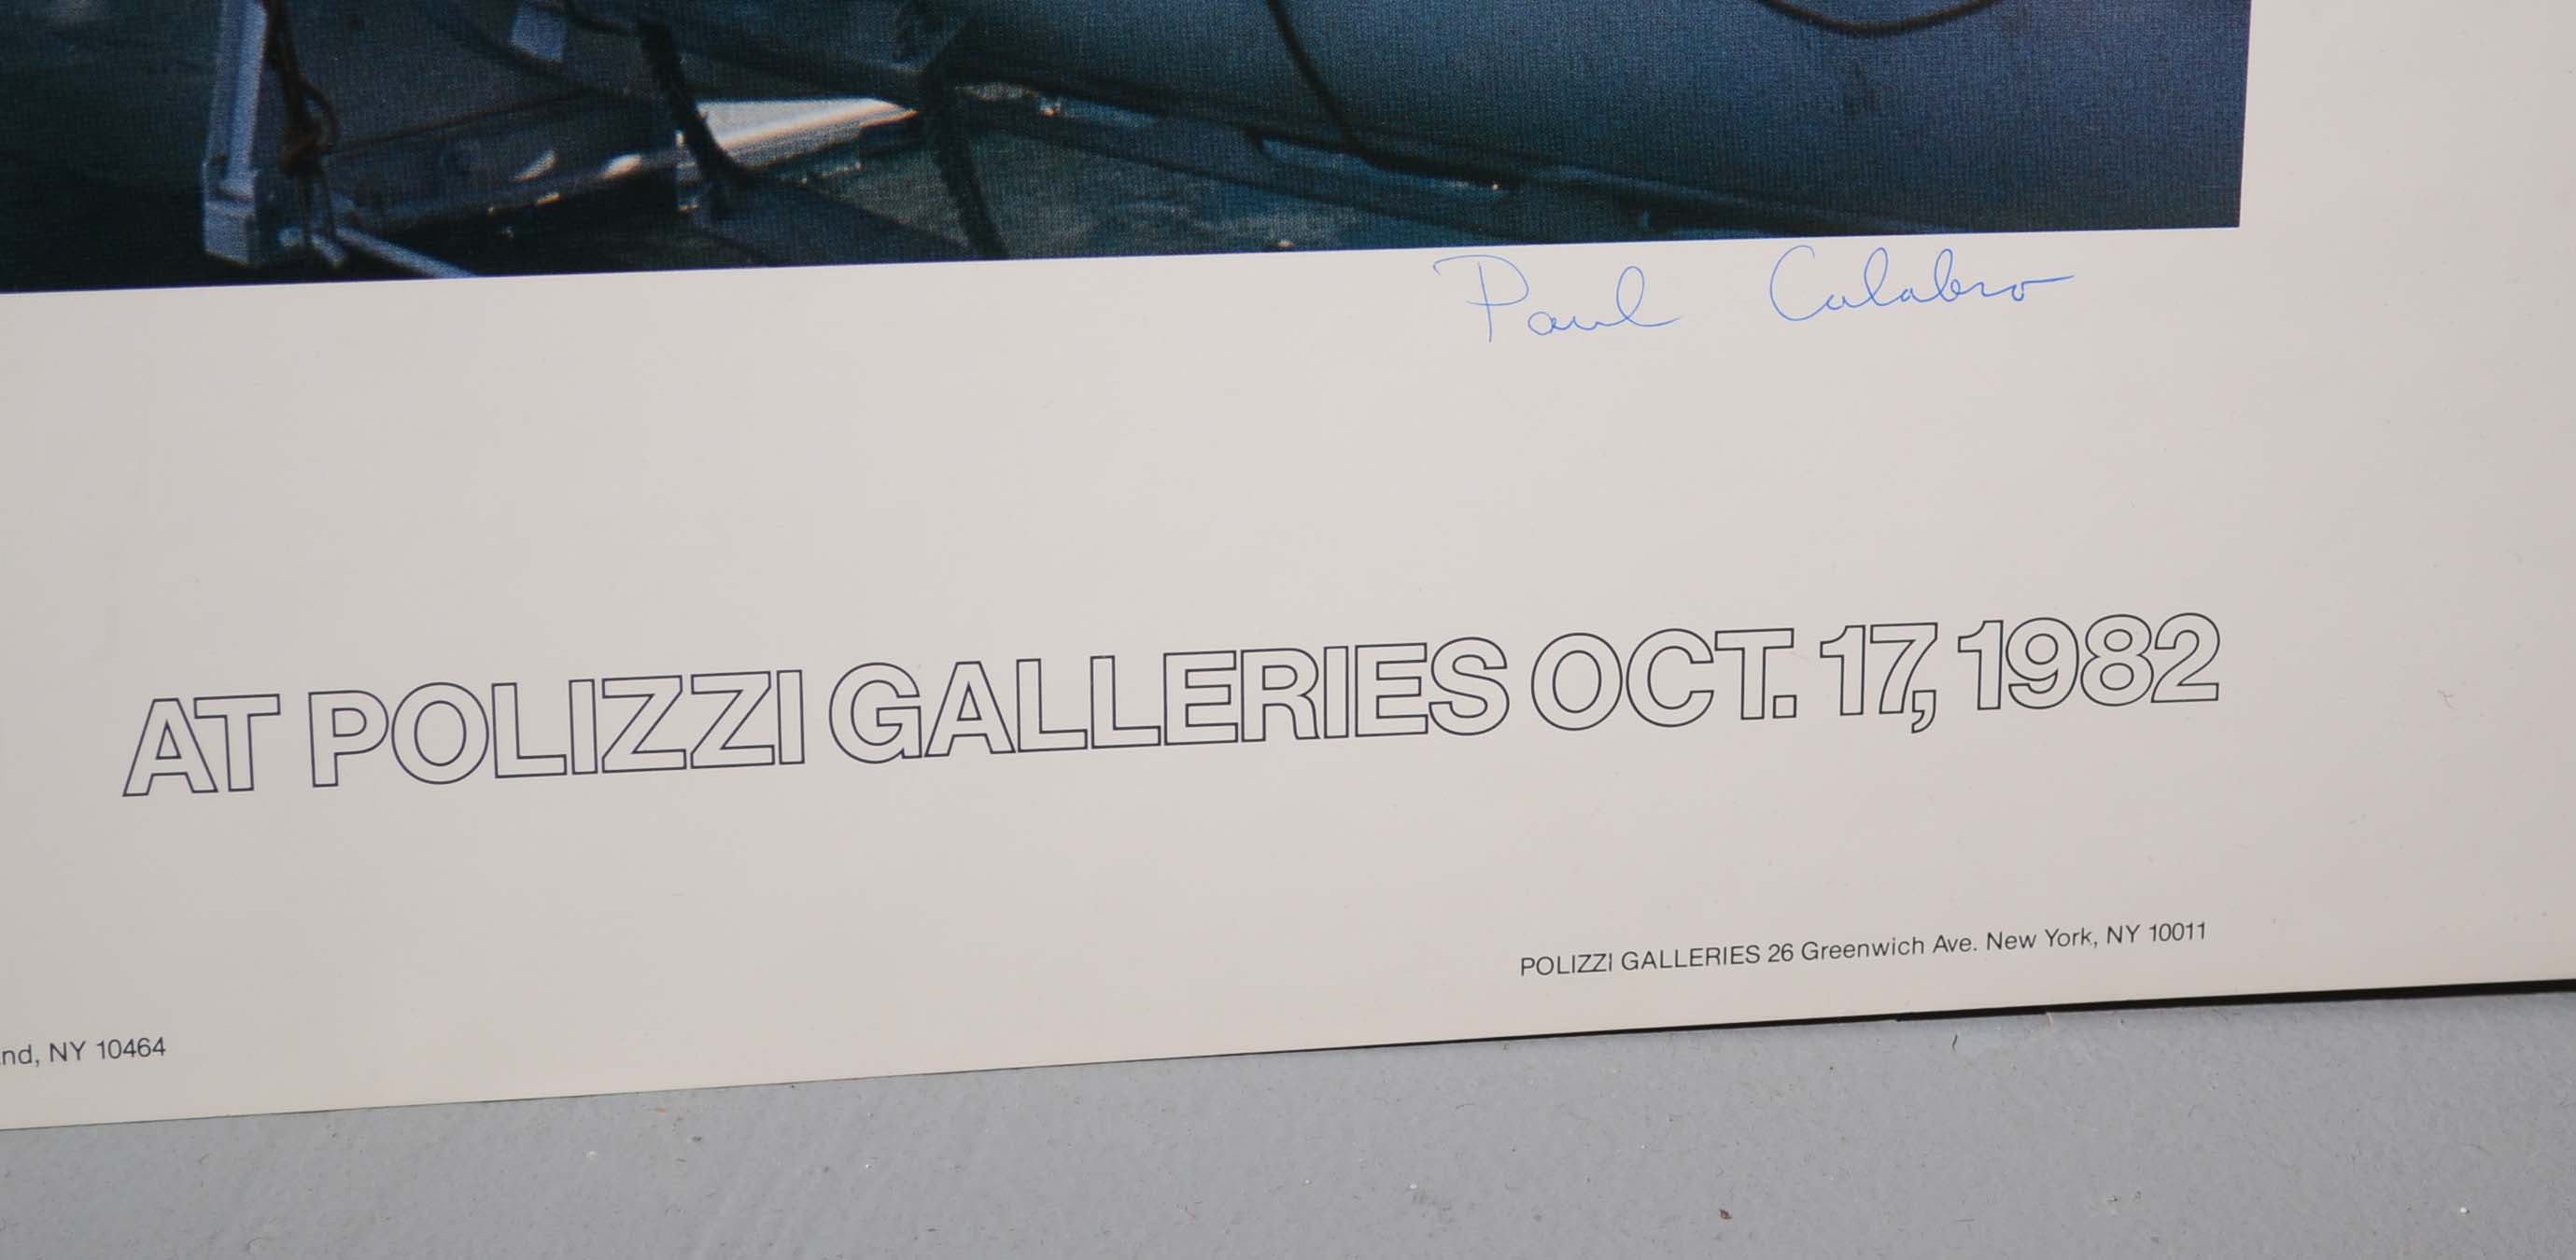 Paul Calabro
AT POLIZZI GALLERIES OCT. 17, 1982
POLIZZI GALLERIES 26 Greenwich Ave. New York, NY 10011
nd, NY 10464